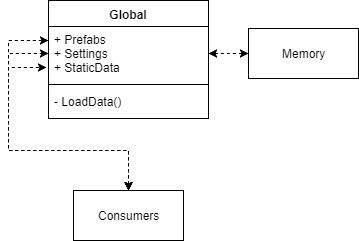 Global
+ Prefabs
+ Settings
+ StaticData
- LoadData()
Memory
Consumers